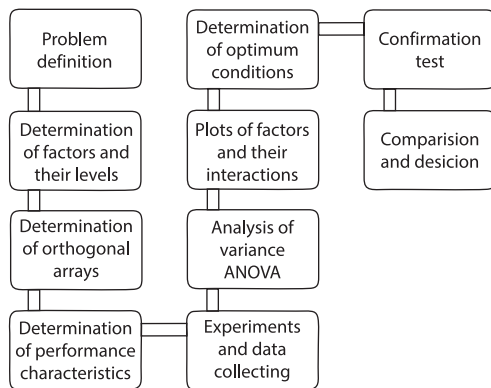 Problem
definition
Determination
of factors and
their levels
Determination
of orthogonal
arrays
Determination
of performance
characteristics
Experiments
and data
collecting
Analysis of
variance
ANOVA
Plots of factors
and their
interactions
Determination
of optimum
conditions
Confirmation
test
Comparision
and desicion